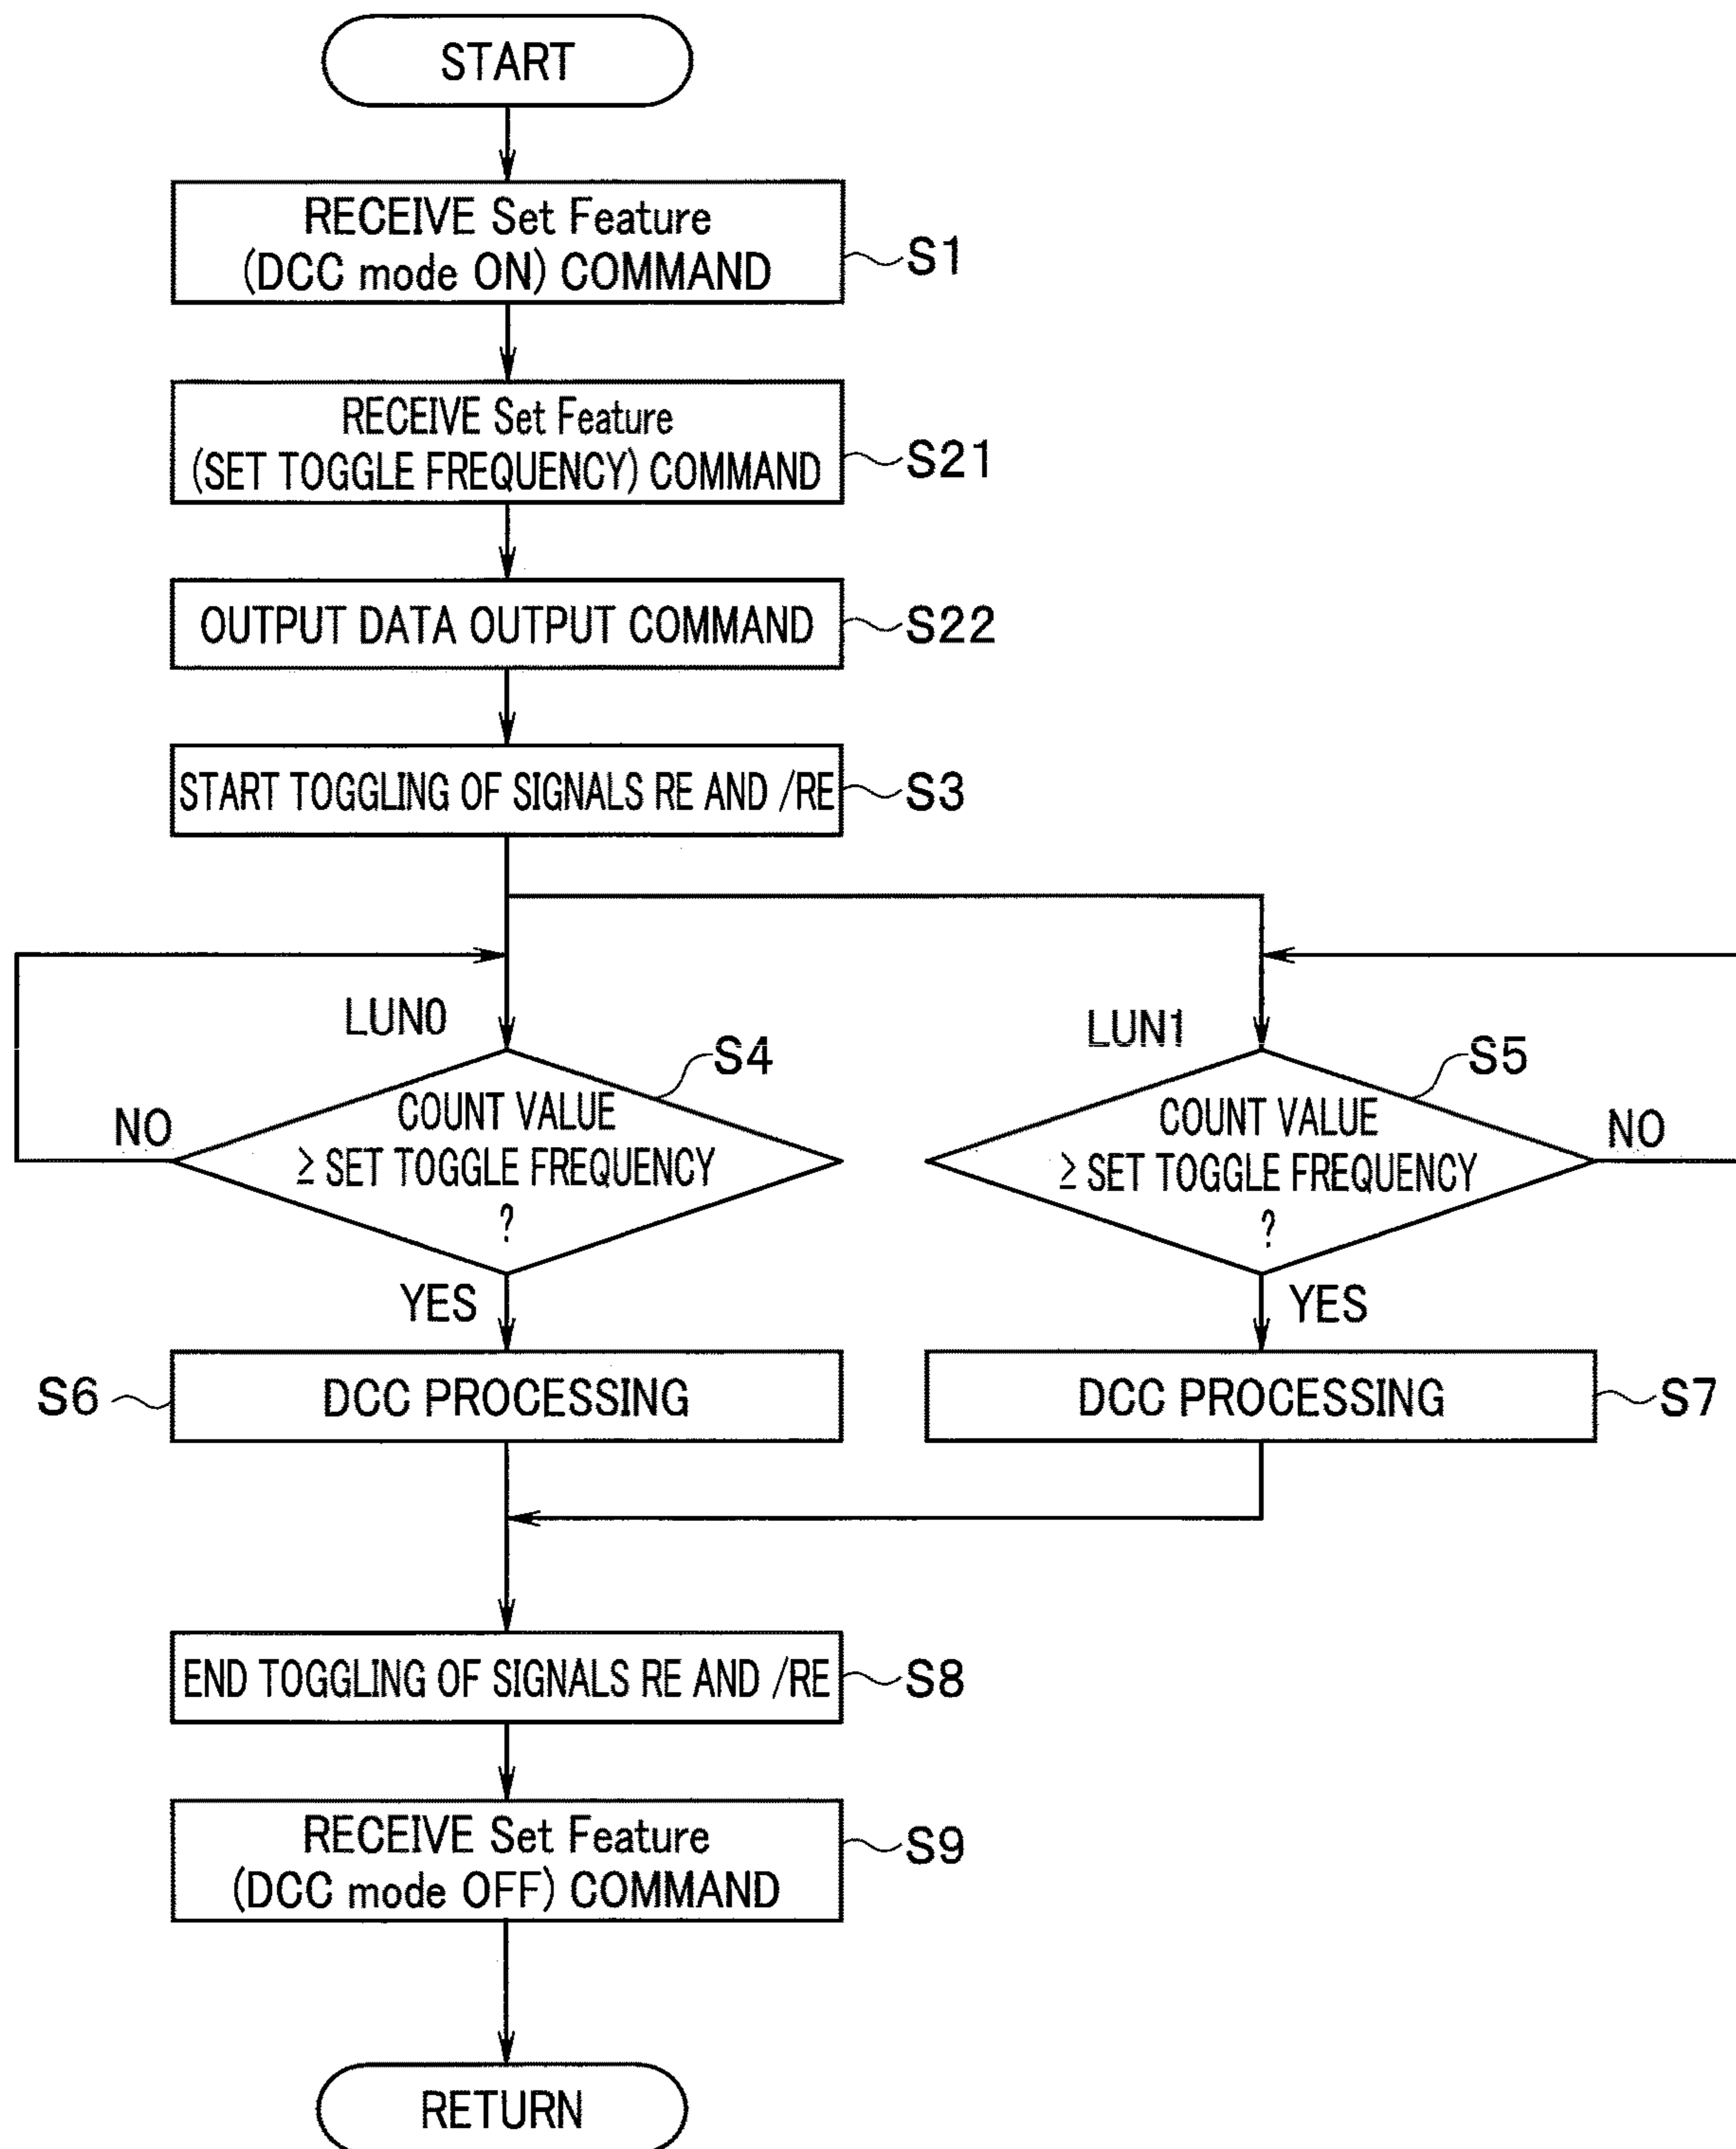 START
RECEIVE Set Feature
(DCC mode ON) COMMAND
S1
RECEIVE Set Feature
(SET TOGGLE FREQUENCY) COMMAND
S21
OUTPUT DATA OUTPUT COMMAND
S22
START TOGGLING OF SIGNALS RE AND /RE
S3
LUN0
LUN1
S4
S5
COUNT VALUE
≥ SET TOGGLE FREQUENCY
?
NO
COUNT VALUE
≥ SET TOGGLE FREQUENCY
?
NO
YES
YES
S6
DCC PROCESSING
DCC PROCESSING
S7
END TOGGLING OF SIGNALS RE AND /RE
S8
RECEIVE Set Feature
(DCC mode OFF) COMMAND
S9
RETURN